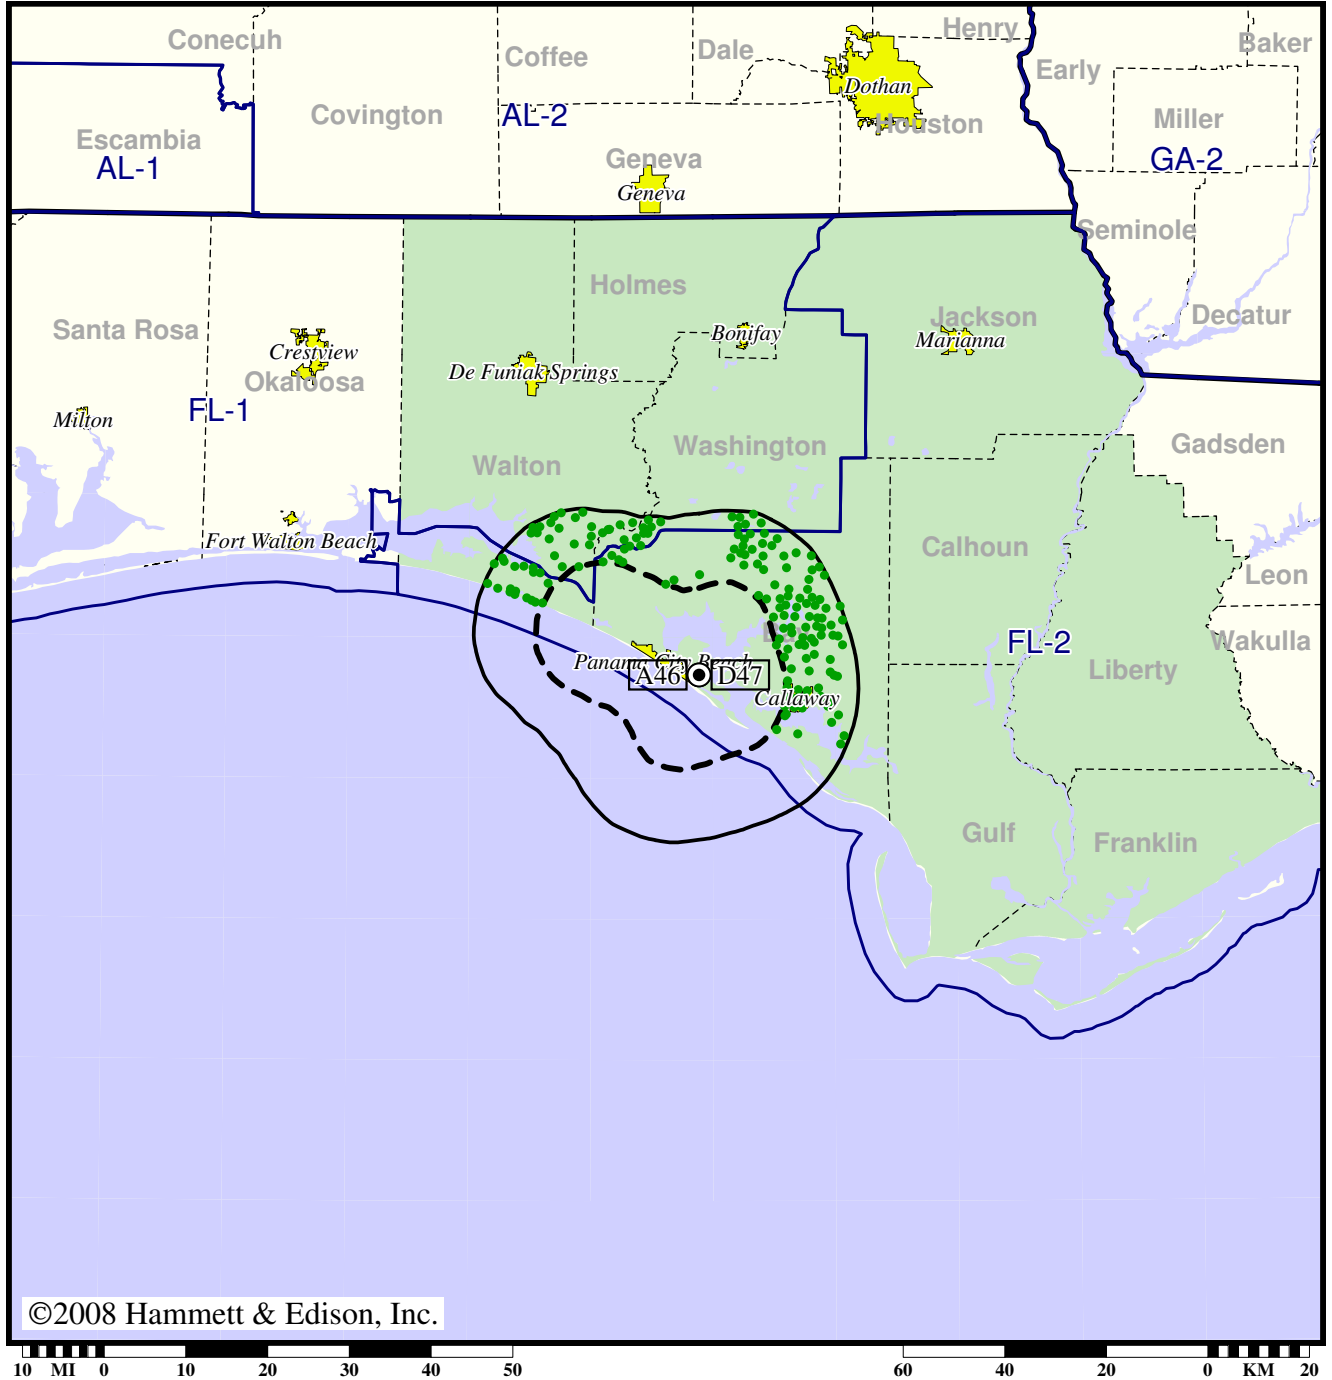 Conecuh
Coffee
Dale
Henry
Baker
Early
Dothan
Covington
AL-2
Houston
Miller
Escambia
AL-1
Geneva
GA-2
Geneva
Seminole
Holmes
Santa Rosa
Jackson
Decatur
Bonifay
Marianna
Crestview
De Funiak Springs
Okaloosa
FL-1
Milton
Washington
Gadsden
Walton
Fort Walton Beach
Calhoun
Leon
FL-2
Wakulla
Panama City Beach
Liberty
A46
D47
Callaway
Gulf
Franklin
©2008 Hammett & Edison, Inc.
10 MI 0 10 20 30 40 50
60 40 20 0 KM 20